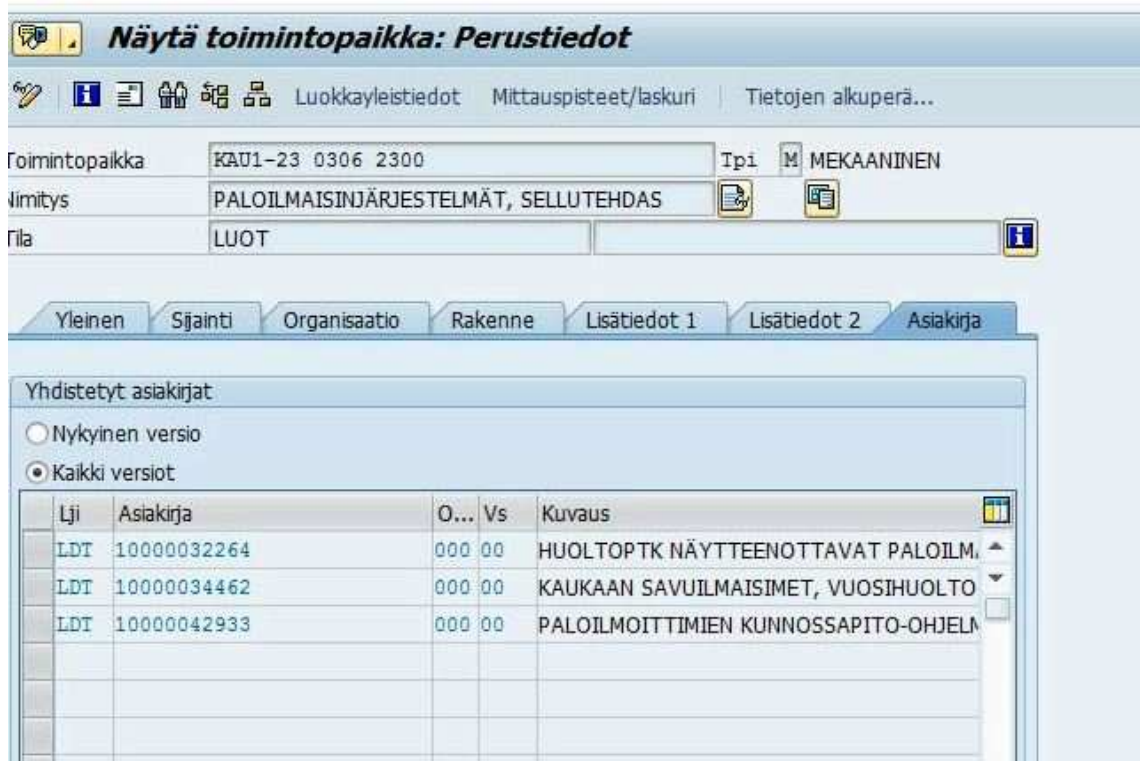 Näytä toimintopaikka: Perustiedot
Luokkayleistiedot Mittauspisteet/laskuri Tietojen alkuperä...
Toimintopaikka KAU1-23 0306 2300 Tpi M MEKAANINEN
Nimitys PALOILMAISINJÄRJESTELMÄT, SELLUTEHDAS
Tila LUOT
Yleinen Sijainti Organisaatio Rakenne Lisätiedot 1 Lisätiedot 2 Asiakirja
Yhdistetyt asiakirjat
Nykyinen versio
Kaikki versiot
Lji Asiakirja O... Vs Kuvaus
LDT 10000032264 000 00 HUOLTOPTK NÄYTTEENOTTAVAT PALOILM
LDT 10000034462 000 00 KAUKAAN SAVUILMAISIMET, VUOSIHUOLTO
LDT 10000042933 000 00 PALOILMOITTIMIEN KUNNOSSAPITO-OHJELM